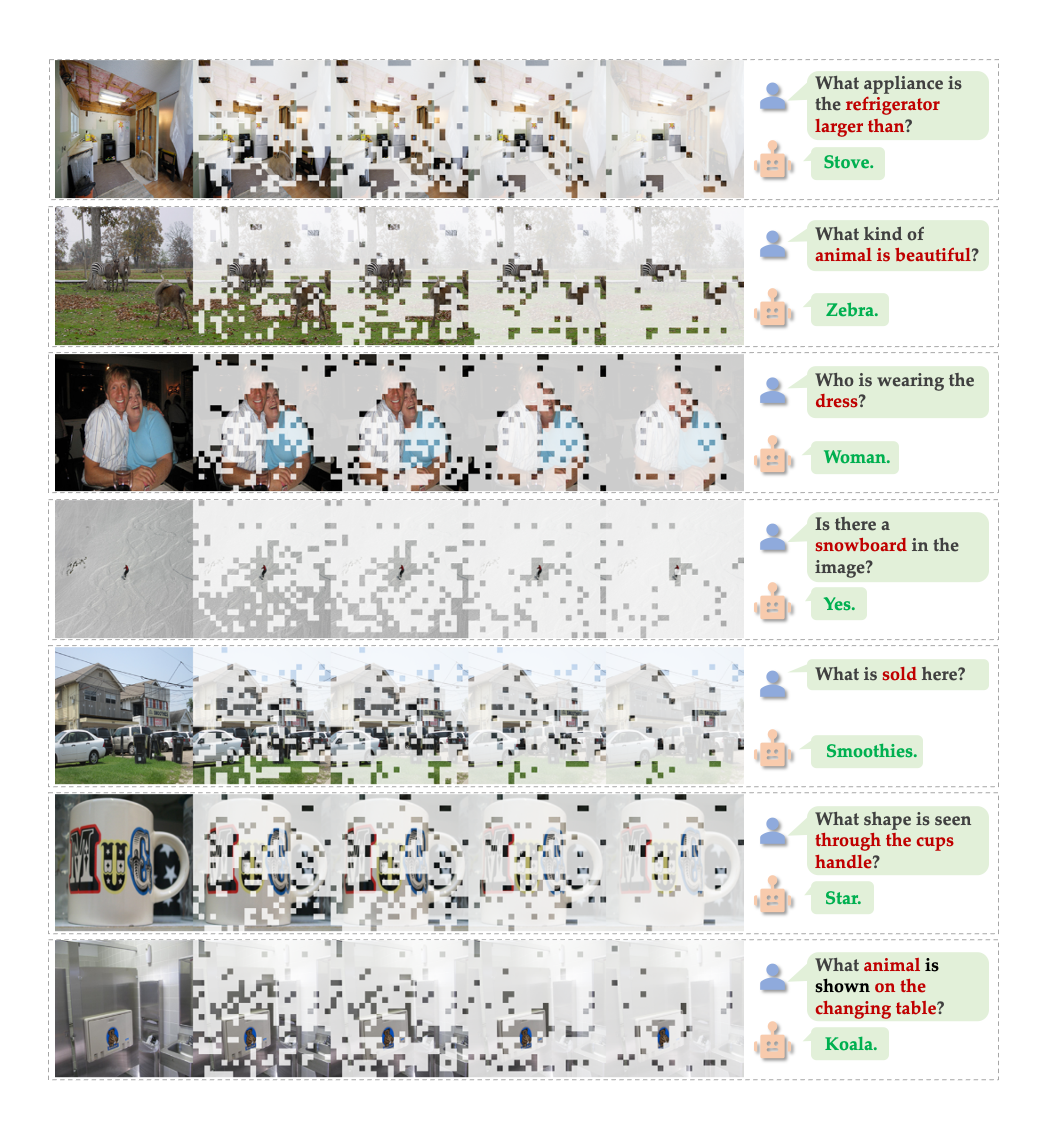 What appliance is
the refrigerator
larger than?
Stove.
What kind of
animal is beautiful?
Zebra.
Who is wearing the
dress?
Woman.
Is there a
snowboard in the
image?
Yes.
What is sold here?
Smoothies.
MUG
What shape is seen
through the cups
handle?
Star.
What animal is
shown on the
changing table?
Koala.